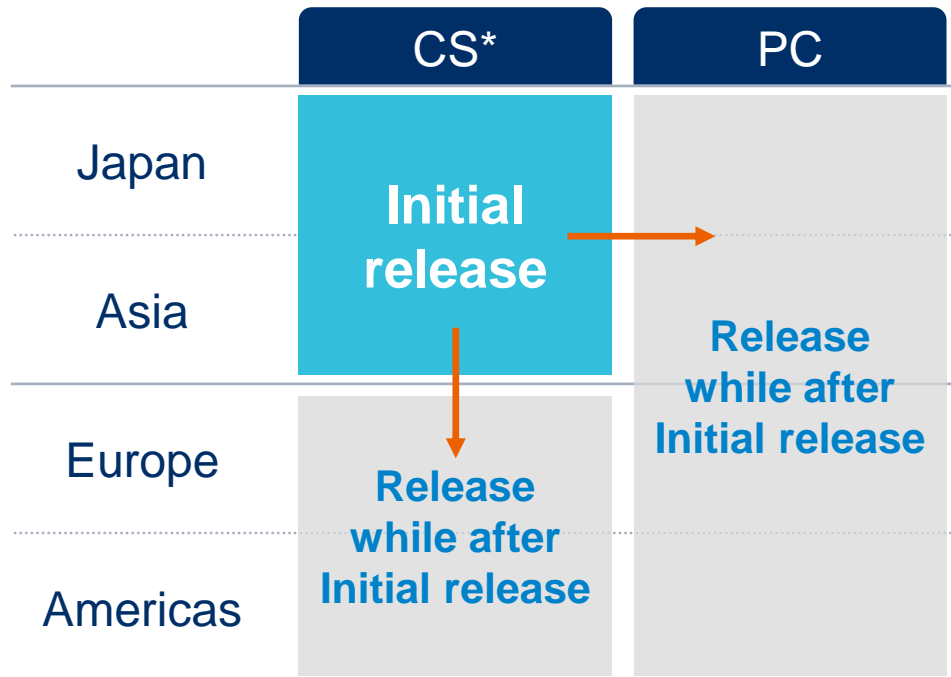 CS*
PC
Japan
Asia
Europe
Americas
Initial
release
Release
while after
Initial release
Release
while after
Initial release